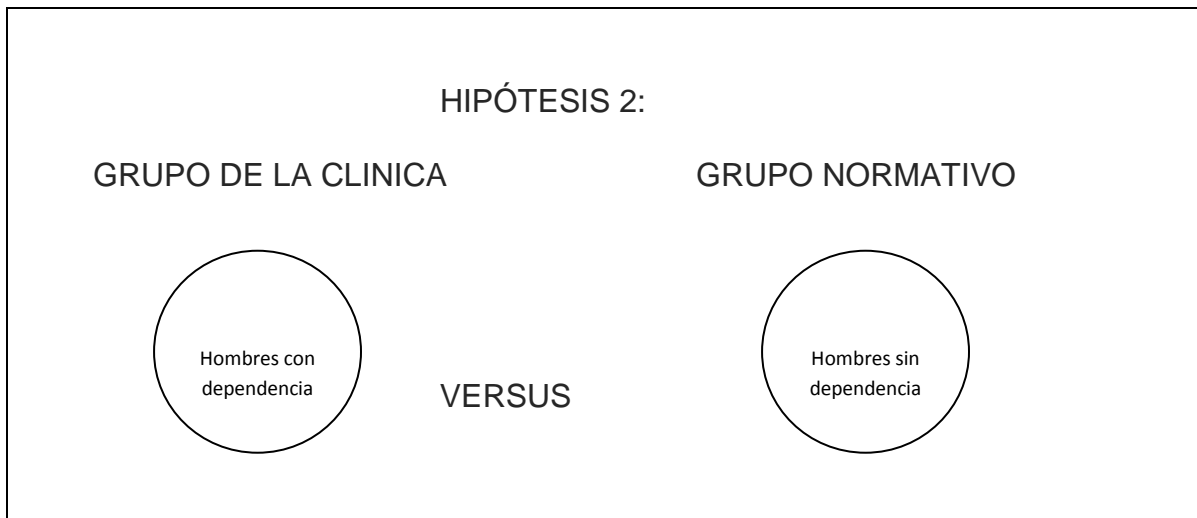 HIPÓTESIS 2:
GRUPO DE LA CLINICA
GRUPO NORMATIVO
Hombres con
dependencia
VERSUS
Hombres sin
dependencia